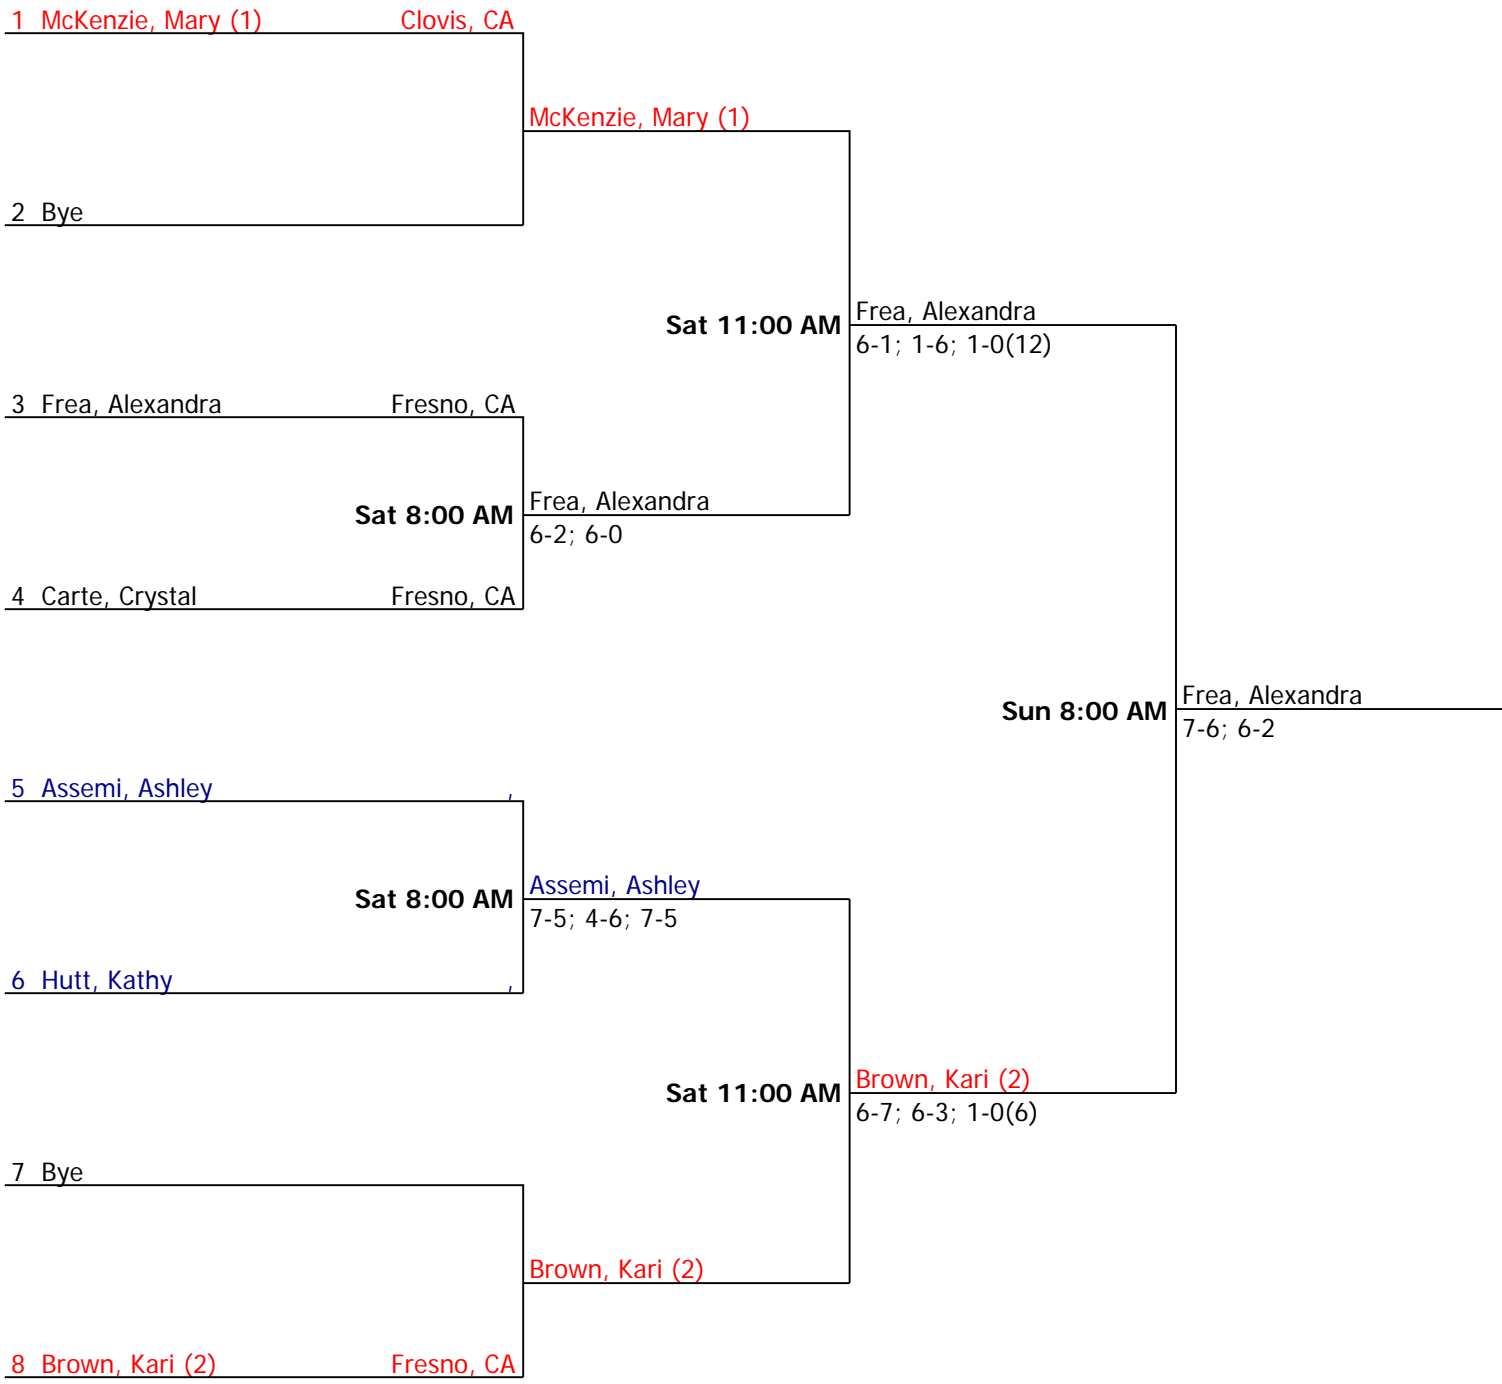 1 McKenzie, Mary (1) Clovis, CA
McKenzie, Mary (1)
2 Bye
Sat 11:00 AM
Frea, Alexandra
6-1; 1-6; 1-0(12)
3 Frea, Alexandra Fresno, CA
Sat 8:00 AM
Frea, Alexandra
6-2; 6-0
4 Carte, Crystal Fresno, CA
Sun 8:00 AM
Frea, Alexandra
7-6; 6-2
5 Assemi, Ashley ,
Sat 8:00 AM
Assemi, Ashley
7-5; 4-6; 7-5
6 Hutt, Kathy ,
Sat 11:00 AM
Brown, Kari (2)
6-7; 6-3; 1-0(6)
7 Bye
Brown, Kari (2)
8 Brown, Kari (2) Fresno, CA